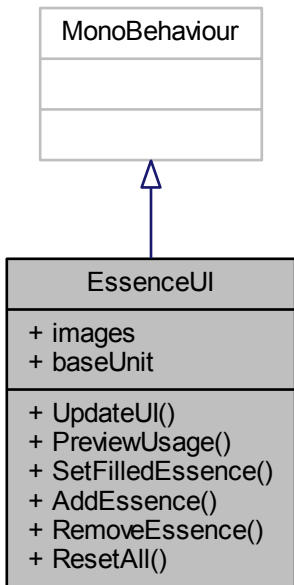 MonoBehaviour
EssenceUI
+ images
+ baseUnit
+ UpdateUI()
+ PreviewUsage()
+ SetFilledEssence()
+ AddEssence()
+ RemoveEssence()
+ ResetAll()